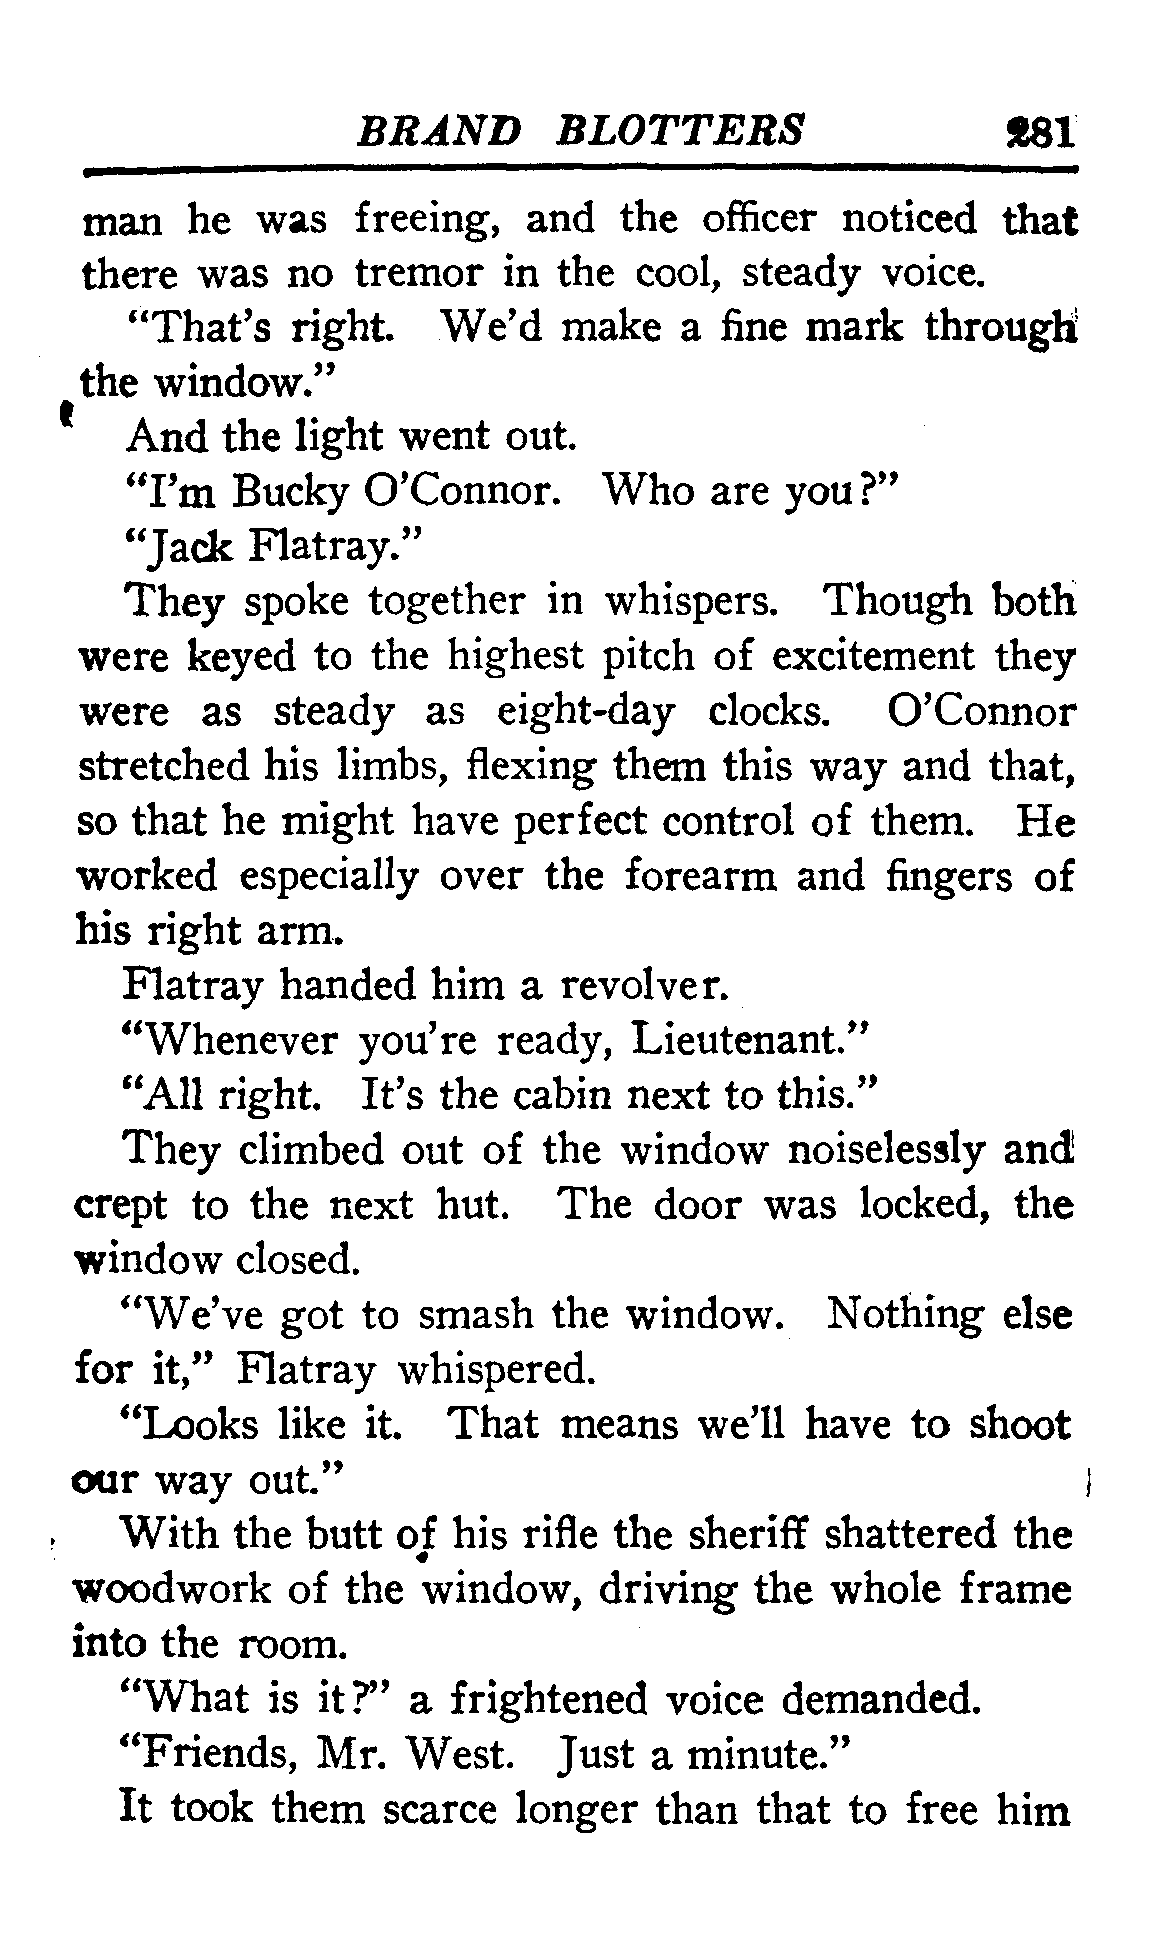 BRAND BLOTTERS 281
man he was freeing, and the officer noticed that
there was no tremor in the cool, steady voice.
“That’s right. We’d make a fine mark through
the window.”
And the light went out.
“I’m Bucky O’Connor. Who are you?”
“Jack Flatray.”
They spoke together in whispers. Though both
were keyed to the highest pitch of excitement they
were as steady as eight-day clocks. O’Connor
stretched his limbs, flexing them this way and that,
so that he might have perfect control of them. He
worked especially over the forearm and fingers of
his right arm.
Flatray handed him a revolver.
“Whenever you’re ready, Lieutenant.”
“All right. It’s the cabin next to this.”
They climbed out of the window noiselessly and
crept to the next hut. The door was locked, the
window closed.
“We’ve got to smash the window. Nothing else
for it,” Flatray whispered.
“Looks like it. That means we’ll have to shoot
our way out.”
With the butt of his rifle the sheriff shattered the
woodwork of the window, driving the whole frame
into the room.
“What is it?” a frightened voice demanded.
“Friends, Mr. West. Just a minute.”
It took them scarce longer than that to free him